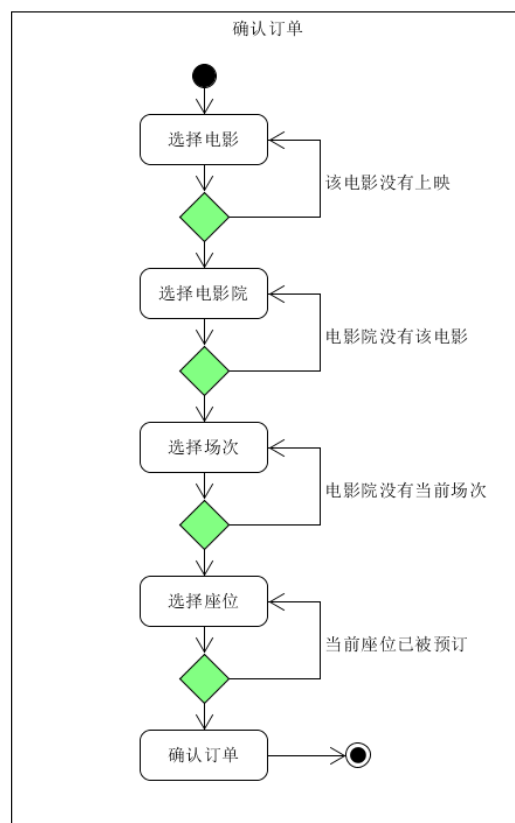 确认订单
选择电影
该电影没有上映
选择电影院
电影院没有该电影
选择场次
电影院没有当前场次
选择座位
当前座位已被预订
确认订单